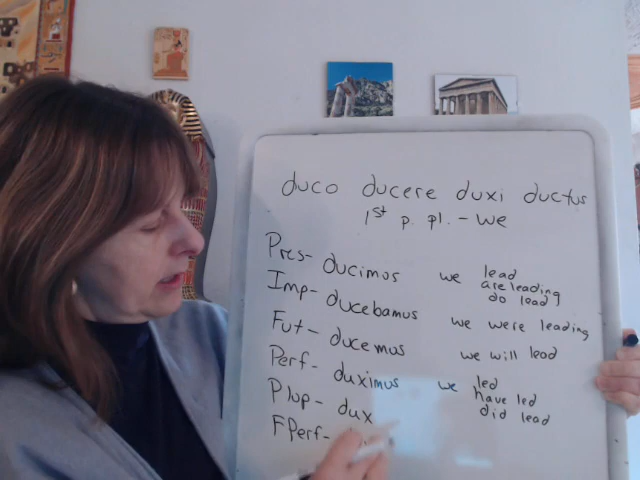 duco ducere duxi ductus
1st p. pl. - we
Pres- ducimos we lead
are leading
do lead
Imp- ducebamus we were leading
Fut- ducemus we will lead
Perf- duximus we led
have led
did lead
Plup- dux
FPerf-